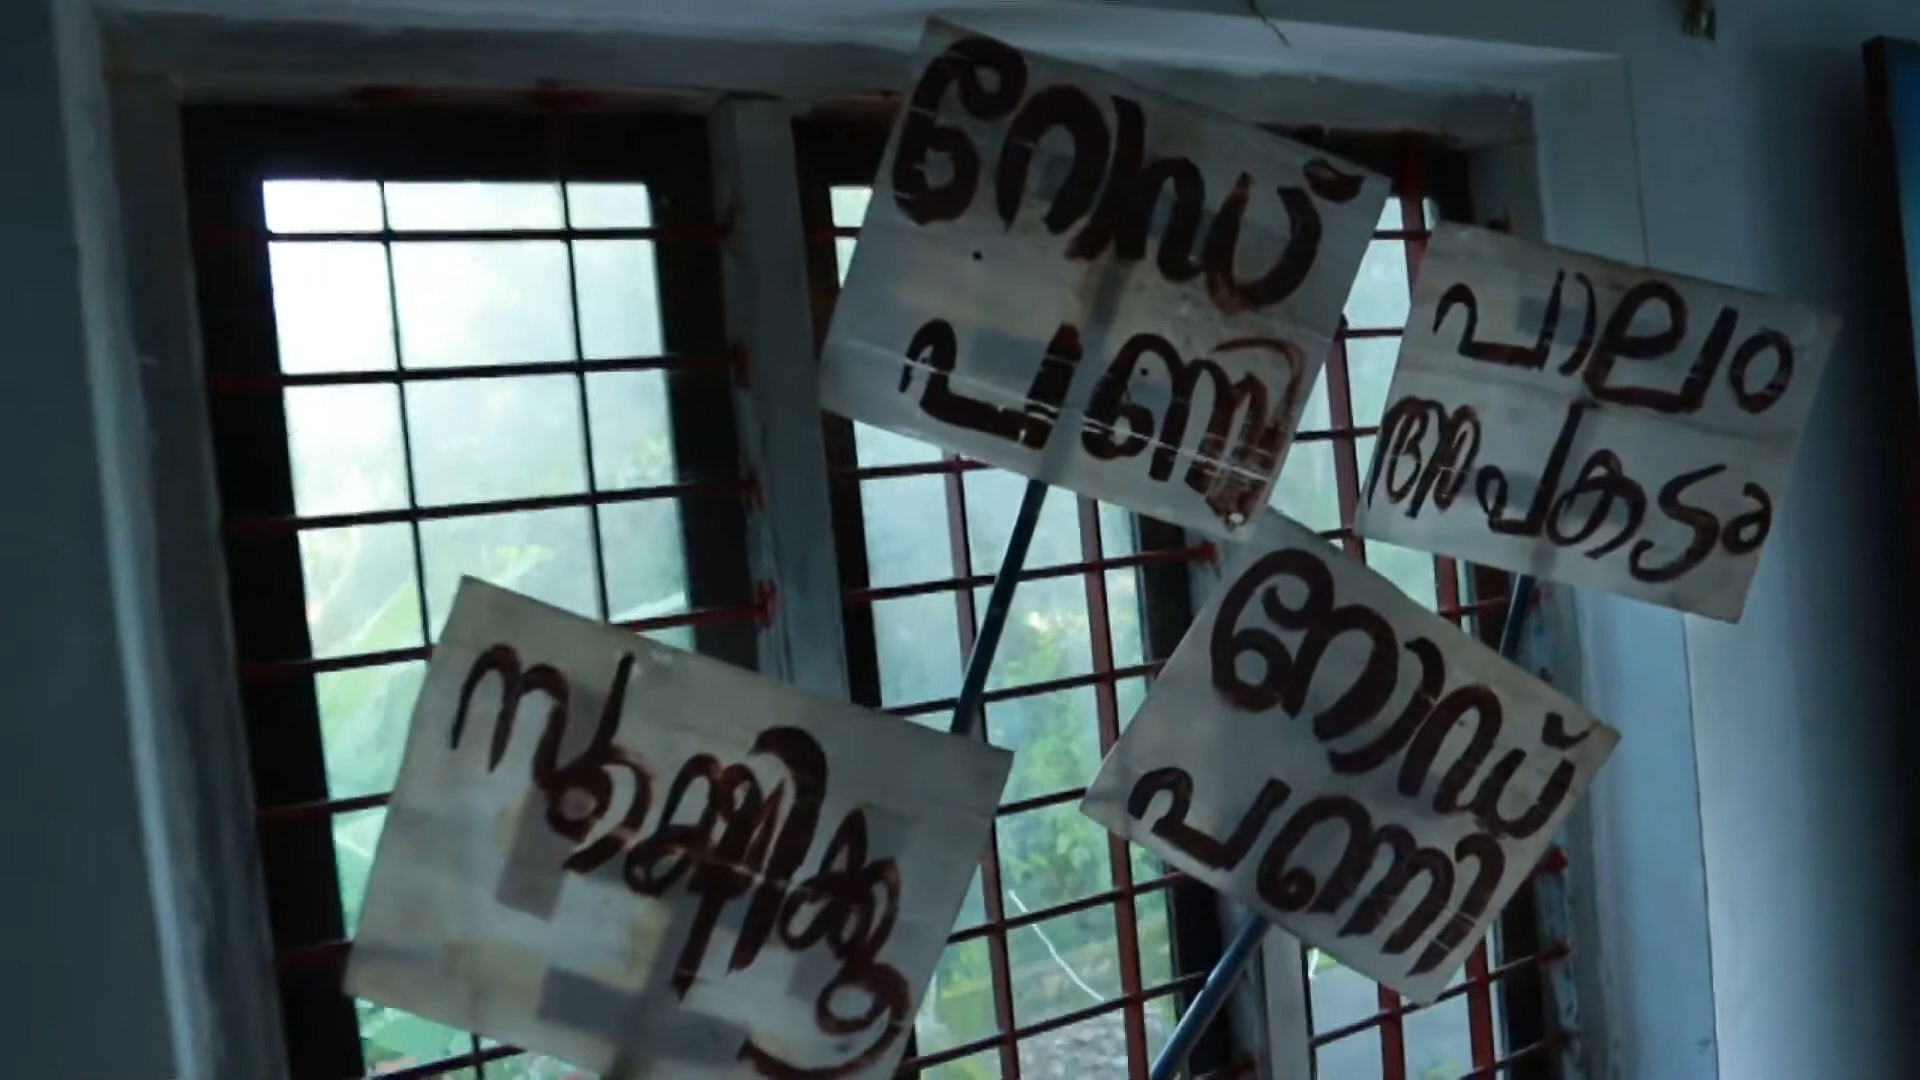 റോഡ്
പണി
പാലം
അപകടം
സൂക്ഷിക്കൂ
റോഡ്
പണി